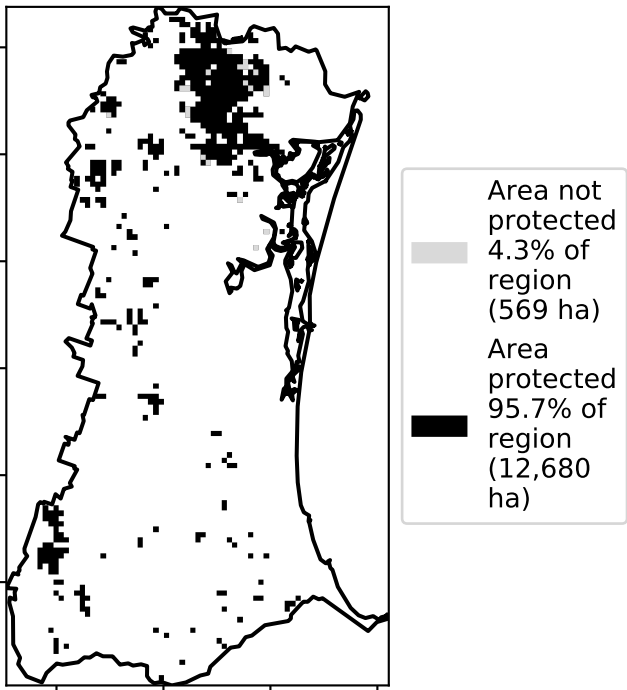 Area not
protected
4.3% of
region
(569 ha)
Area
protected
95.7% of
region
(12,680
ha)